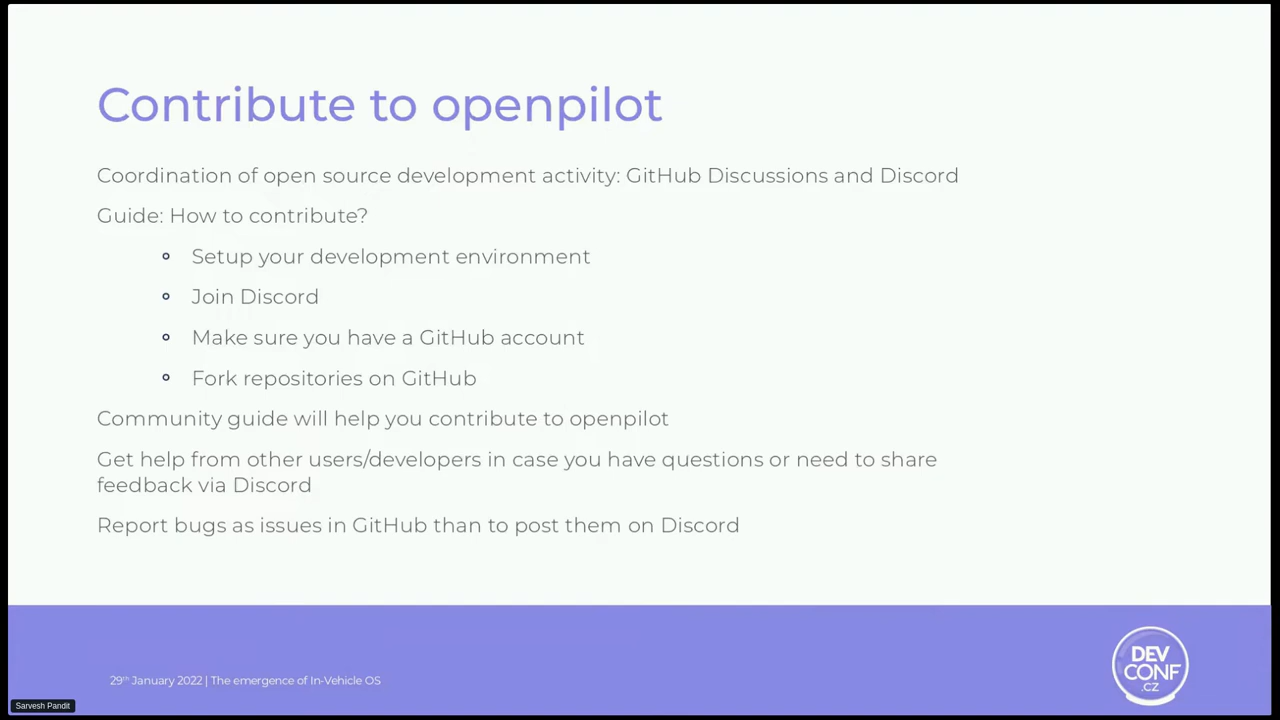 Contribute to openpilot
Coordination of open source development activity: GitHub Discussions and Discord
Guide: How to contribute?
Setup your development environment
Join Discord
Make sure you have a GitHub account
Fork repositories on GitHub
Community guide will help you contribute to openpilot
Get help from other users/developers in case you have questions or need to share
feedback via Discord
Report bugs as issues in GitHub than to post them on Discord
29th January 2022 | The emergence of In-Vehicle OS
DEV
CONF
.CZ
Sarvesh Pandit